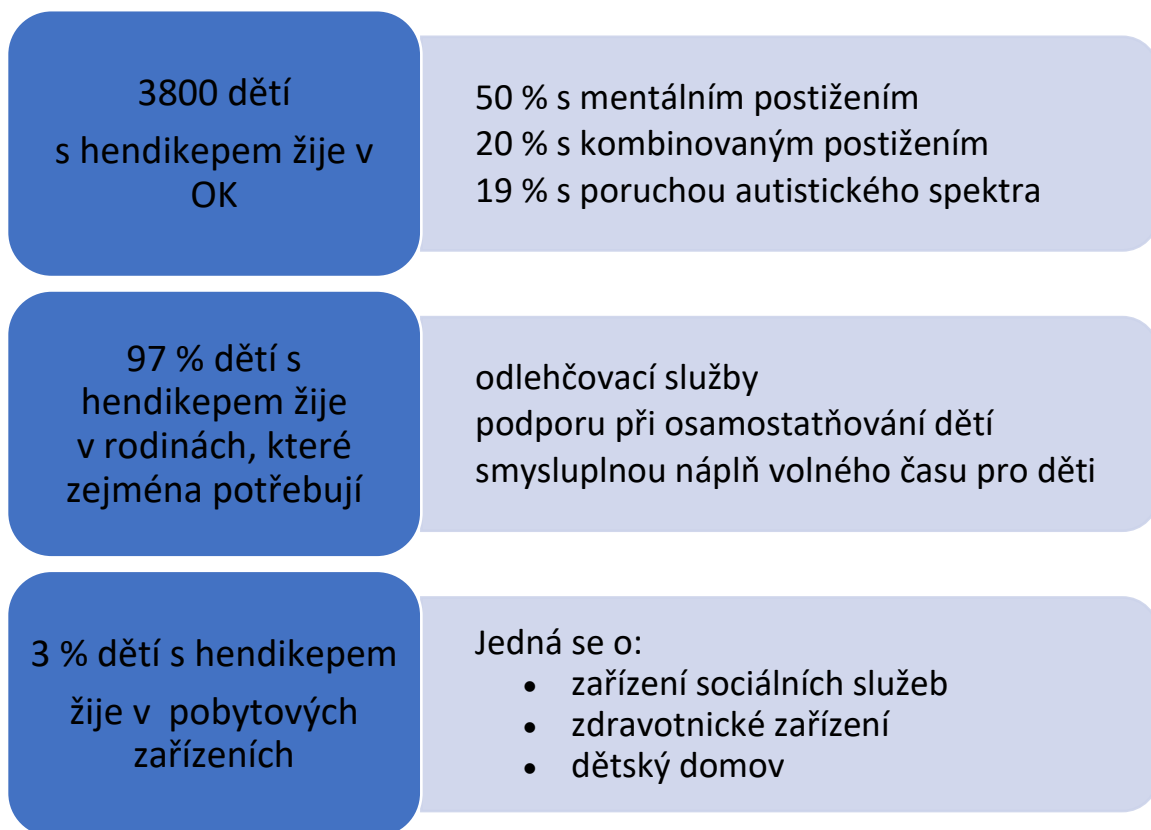 3800 dětí
s hendikepem žije v
OK
50 % s mentálním postižením
20 % s kombinovaným postižením
19 % s poruchou autistického spektra
97 % dětí s
hendikepem žije
v rodinách, které
zejména potřebují
odlehčovací služby
podporu při osamostatňování dětí
smysluplnou náplň volného času pro děti
3 % dětí s hendikepem
žije v pobytových
zařízeních
Jedná se o:
• zařízení sociálních služeb
• zdravotnické zařízení
• dětský domov